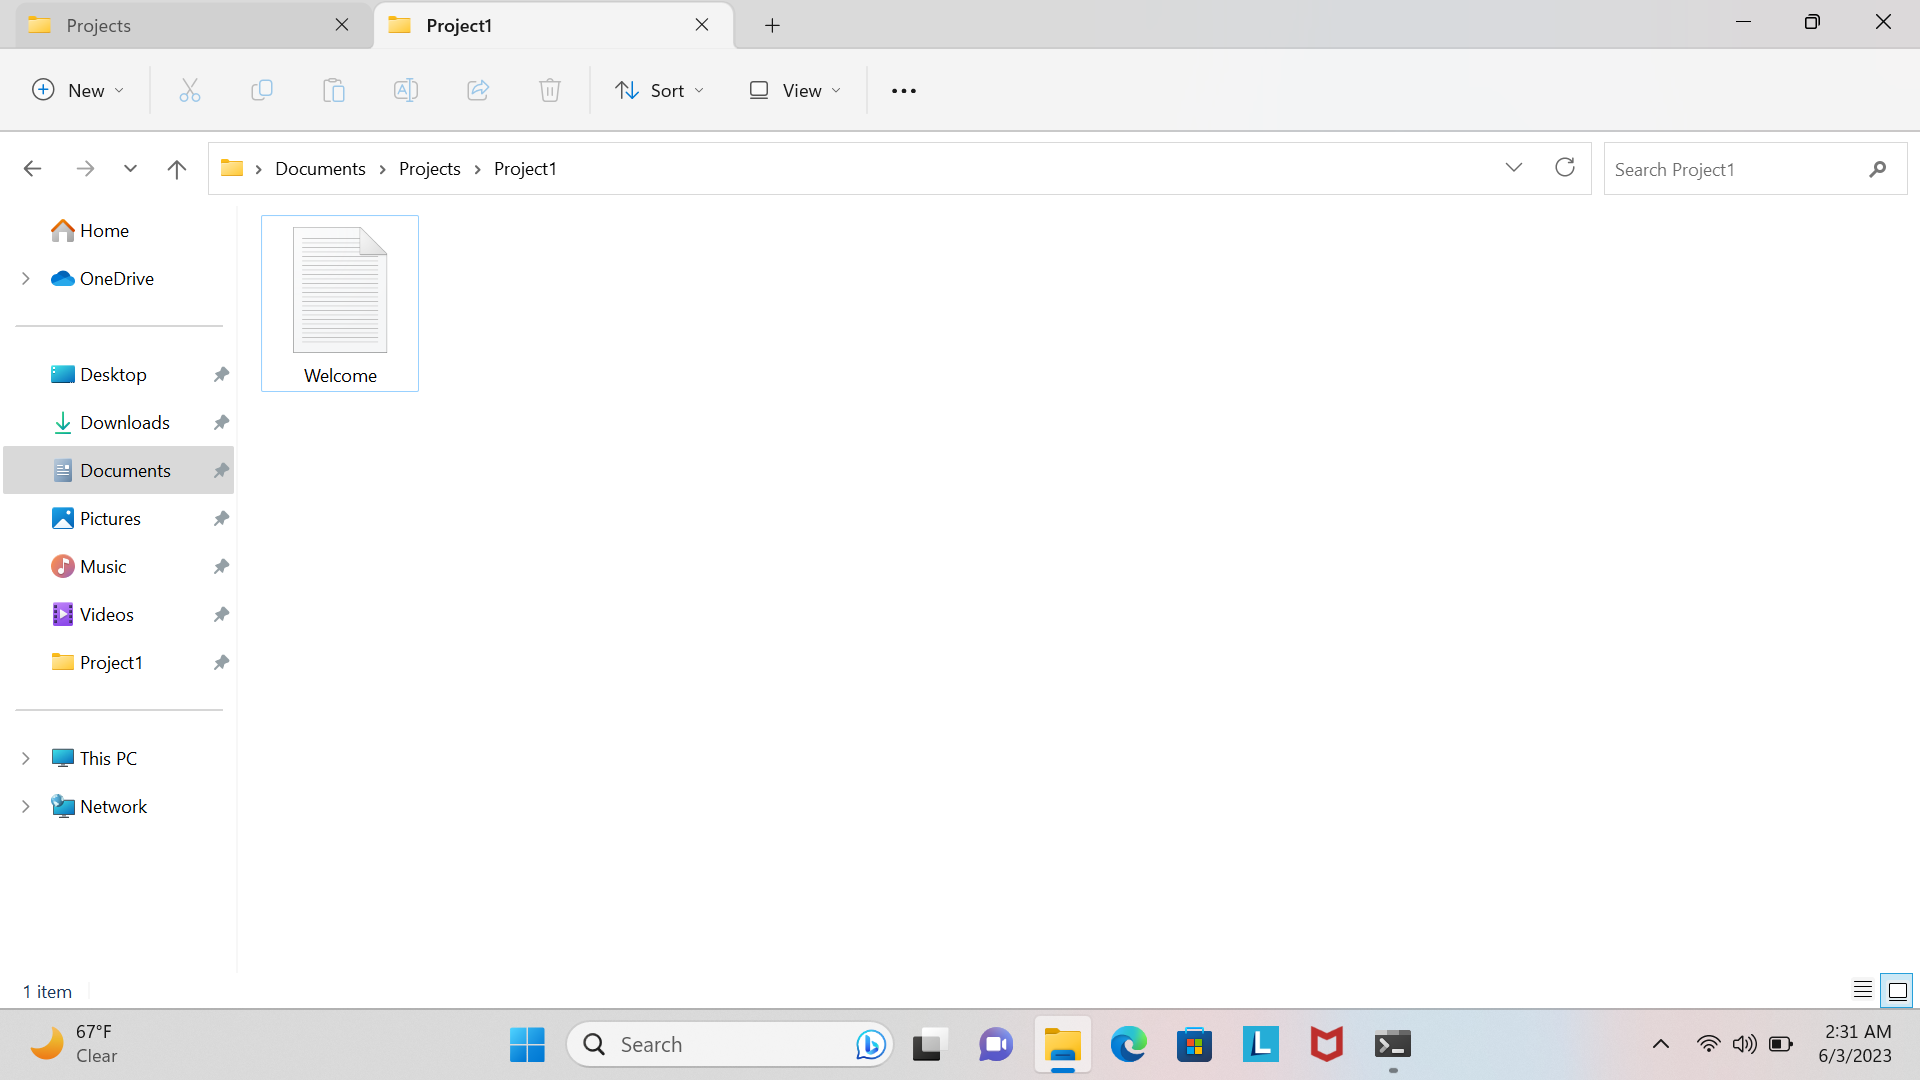 Projects
Project1
New
Sort
View
Documents
Projects
Project1
Search Project1
Home
OneDrive
Desktop
Downloads
Documents
Pictures
Music
Videos
Project1
This PC
Network
Welcome
1 item
67°F
Clear
Search
2:31 AM
6/3/2023